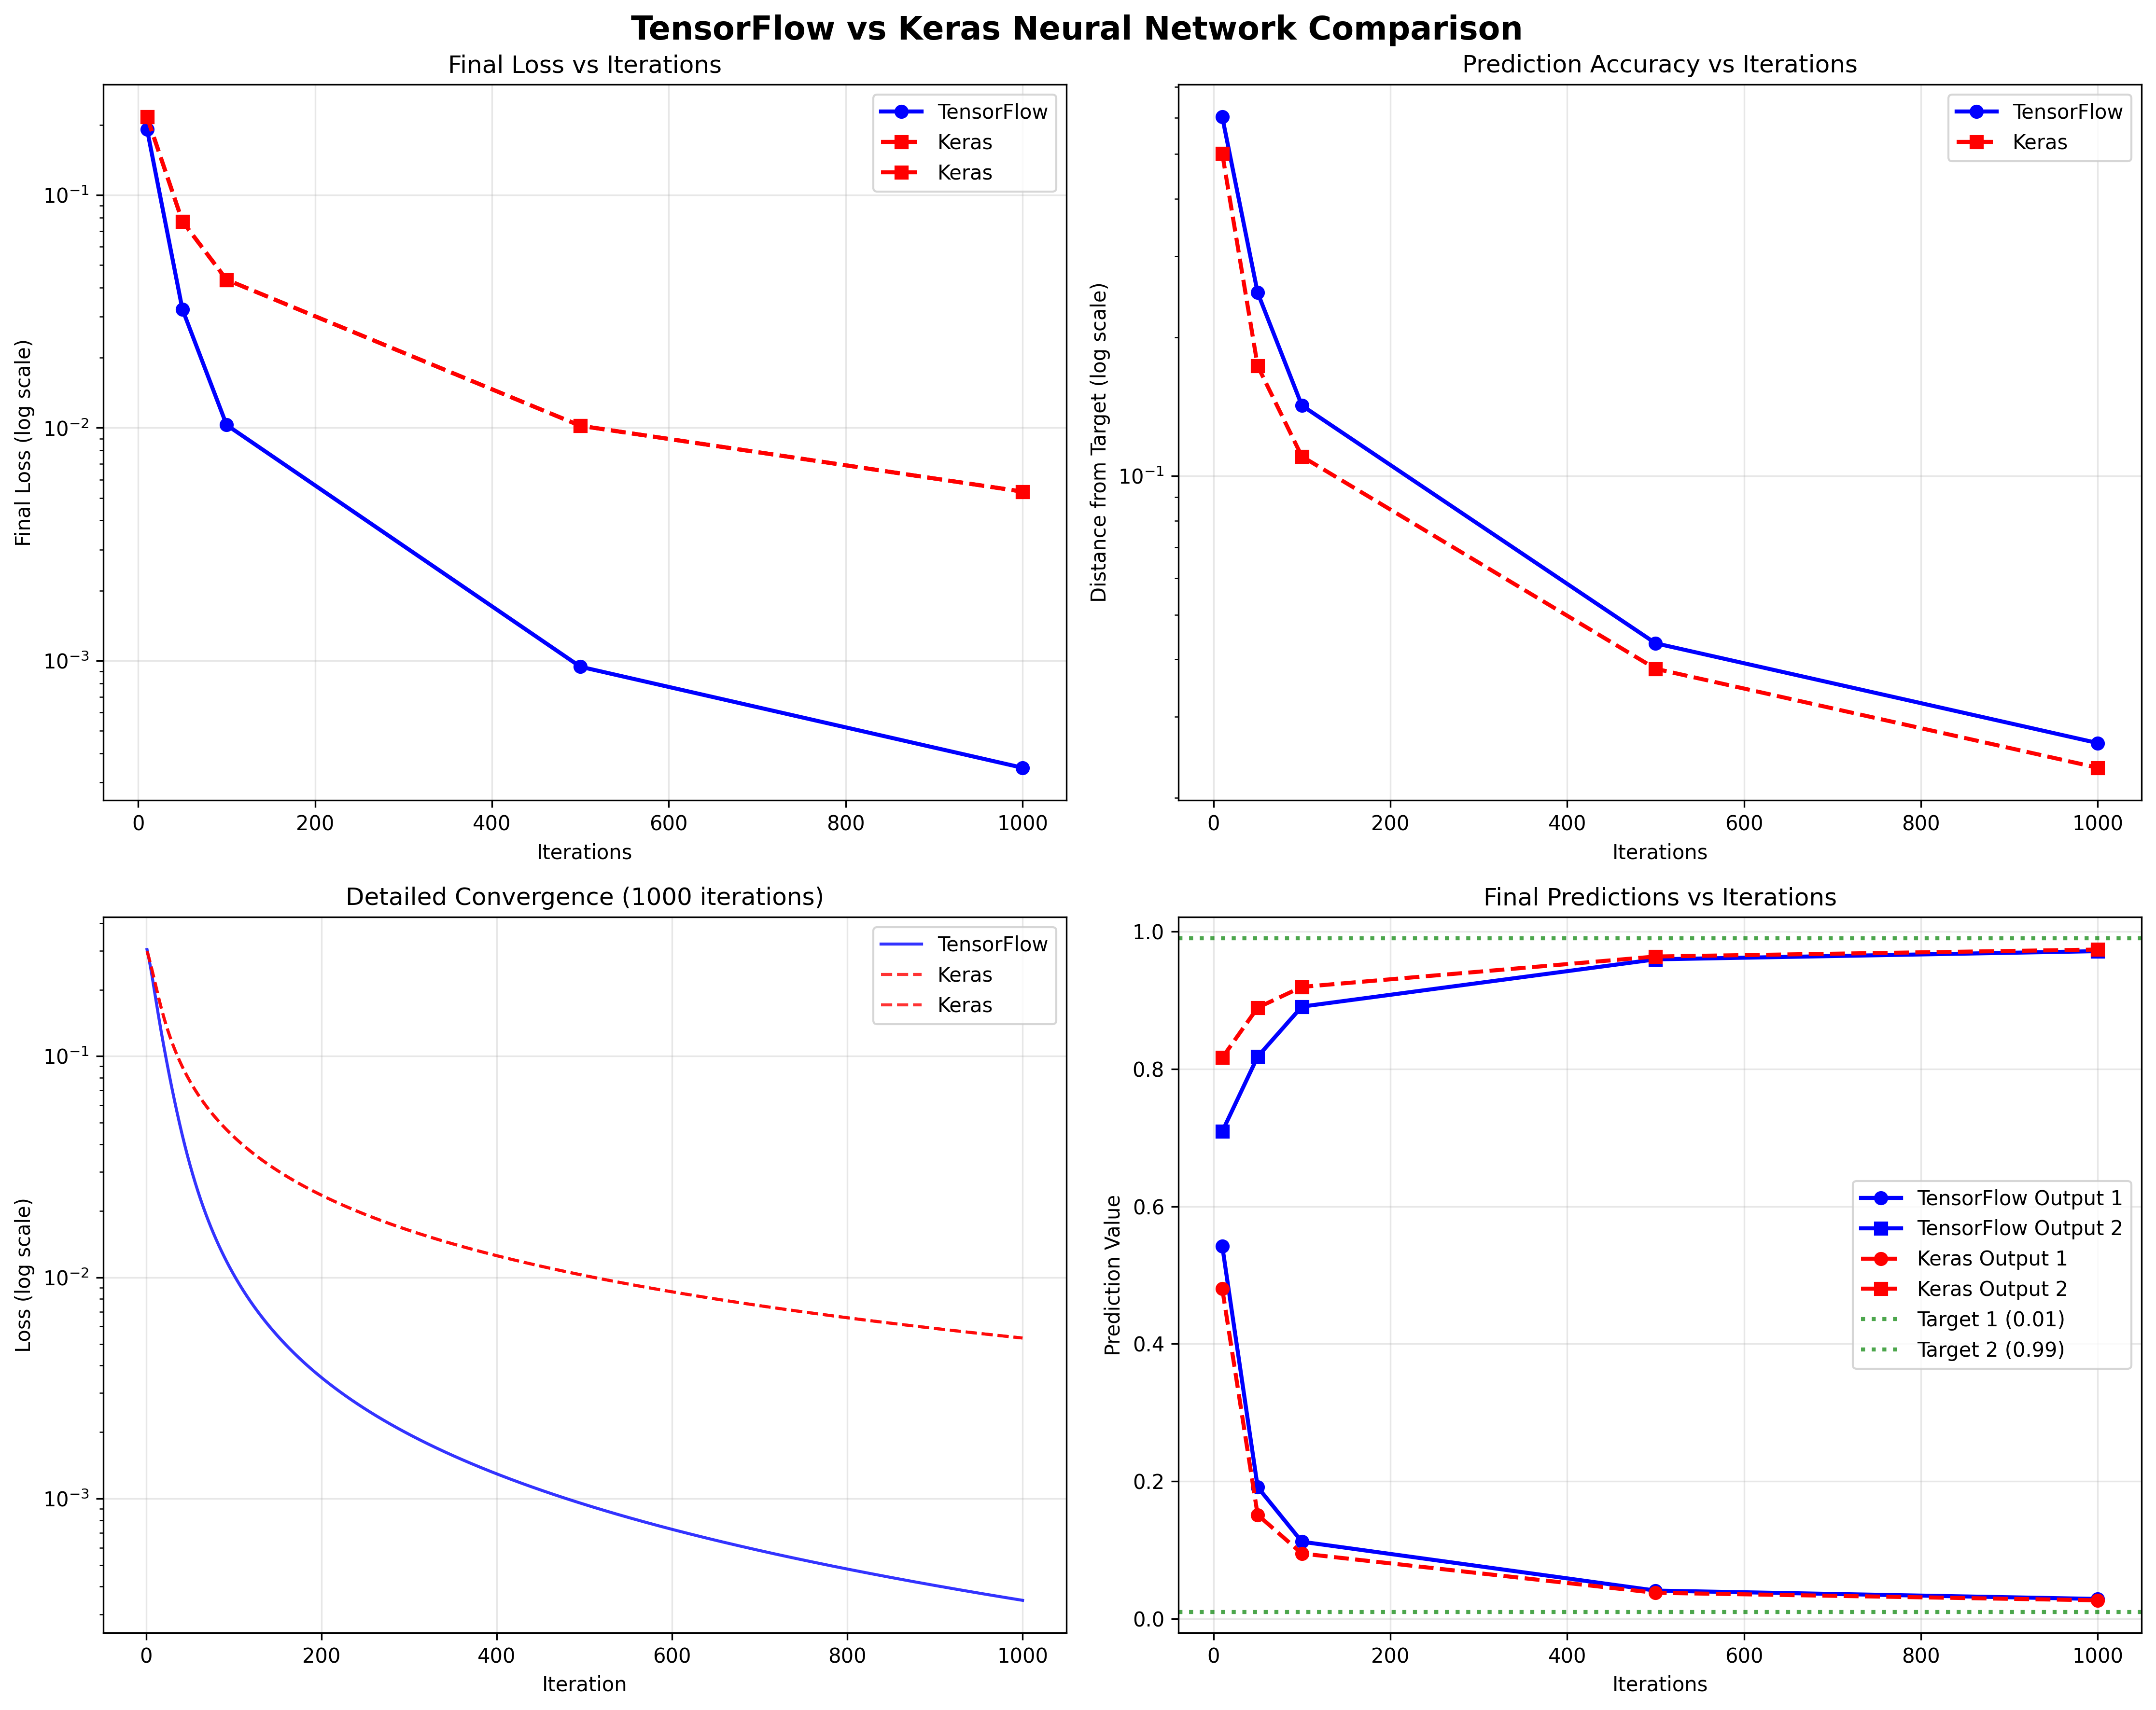 TensorFlow vs Keras Neural Network Comparison
Final Loss vs Iterations
Final Loss (log scale)
10⁻¹
10⁻²
10⁻³
TensorFlow
Keras
Keras
0 200 400 600 800 1000
Iterations
Prediction Accuracy vs Iterations
Distance from Target (log scale)
10⁻¹
TensorFlow
Keras
0 200 400 600 800 1000
Iterations
Detailed Convergence (1000 iterations)
Loss (log scale)
10⁻¹
10⁻²
10⁻³
TensorFlow
Keras
Keras
0 200 400 600 800 1000
Iteration
Final Predictions vs Iterations
Prediction Value
1.0
0.8
0.6
0.4
0.2
0.0
TensorFlow Output 1
TensorFlow Output 2
Keras Output 1
Keras Output 2
Target 1 (0.01)
Target 2 (0.99)
0 200 400 600 800 1000
Iterations